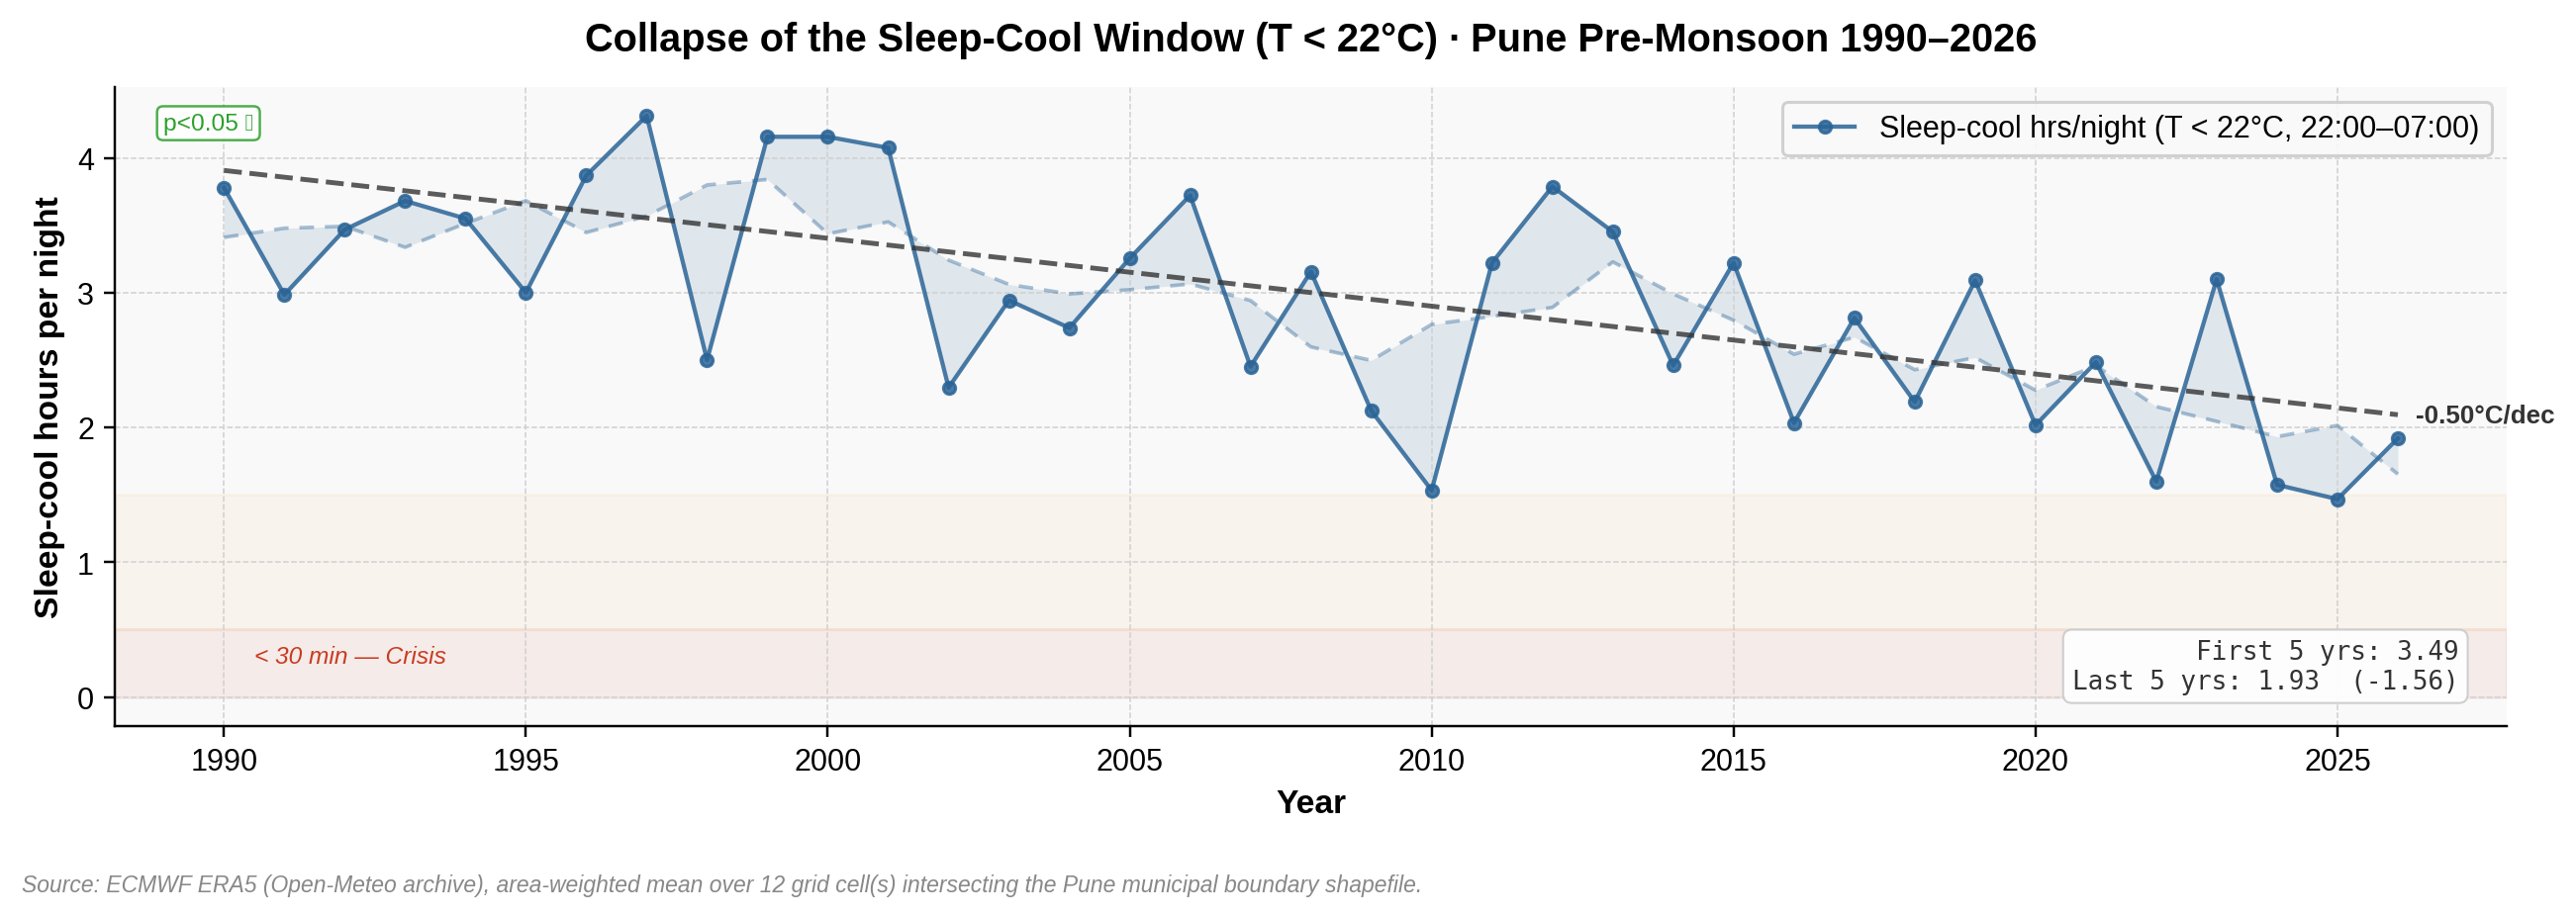 Collapse of the Sleep-Cool Window (T < 22°C) · Pune Pre-Monsoon 1990–2026
p<0.05
Sleep-cool hrs/night (T < 22°C, 22:00–07:00)
4
3
2
1
0
Sleep-cool hours per night
-0.50°C/dec
< 30 min — Crisis
First 5 yrs: 3.49
Last 5 yrs: 1.93 (-1.56)
1990 1995 2000 2005 2010 2015 2020 2025
Year
Source: ECMWF ERA5 (Open-Meteo archive), area-weighted mean over 12 grid cell(s) intersecting the Pune municipal boundary shapefile.